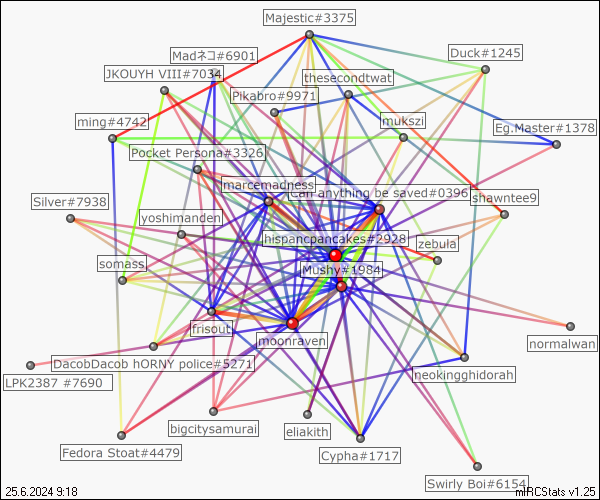 Majestic#3375
Madネコ#6901
Duck#1245
JKOUYH VIII#7034
thesecondtwat
Pikabro#9971
ming#4742
mukszi
Eg.Master#1378
Pocket Persona#3326
marcemadness
can anything be saved#0396
shawntee9
Silver#7938
yoshimanden
hispancpancakes#2928
zebuła
somass
Mushy#1984
frisout
moonraven
normalwan
DacobDacob hORNY police#5271
LPK2387 #7690
neokingghidorah
bigcitysamurai
eliakith
Fedora Stoat#4479
Cypha#1717
Swirly Boi#6154
25.6.2024 9:18
mIRCStats v1.25